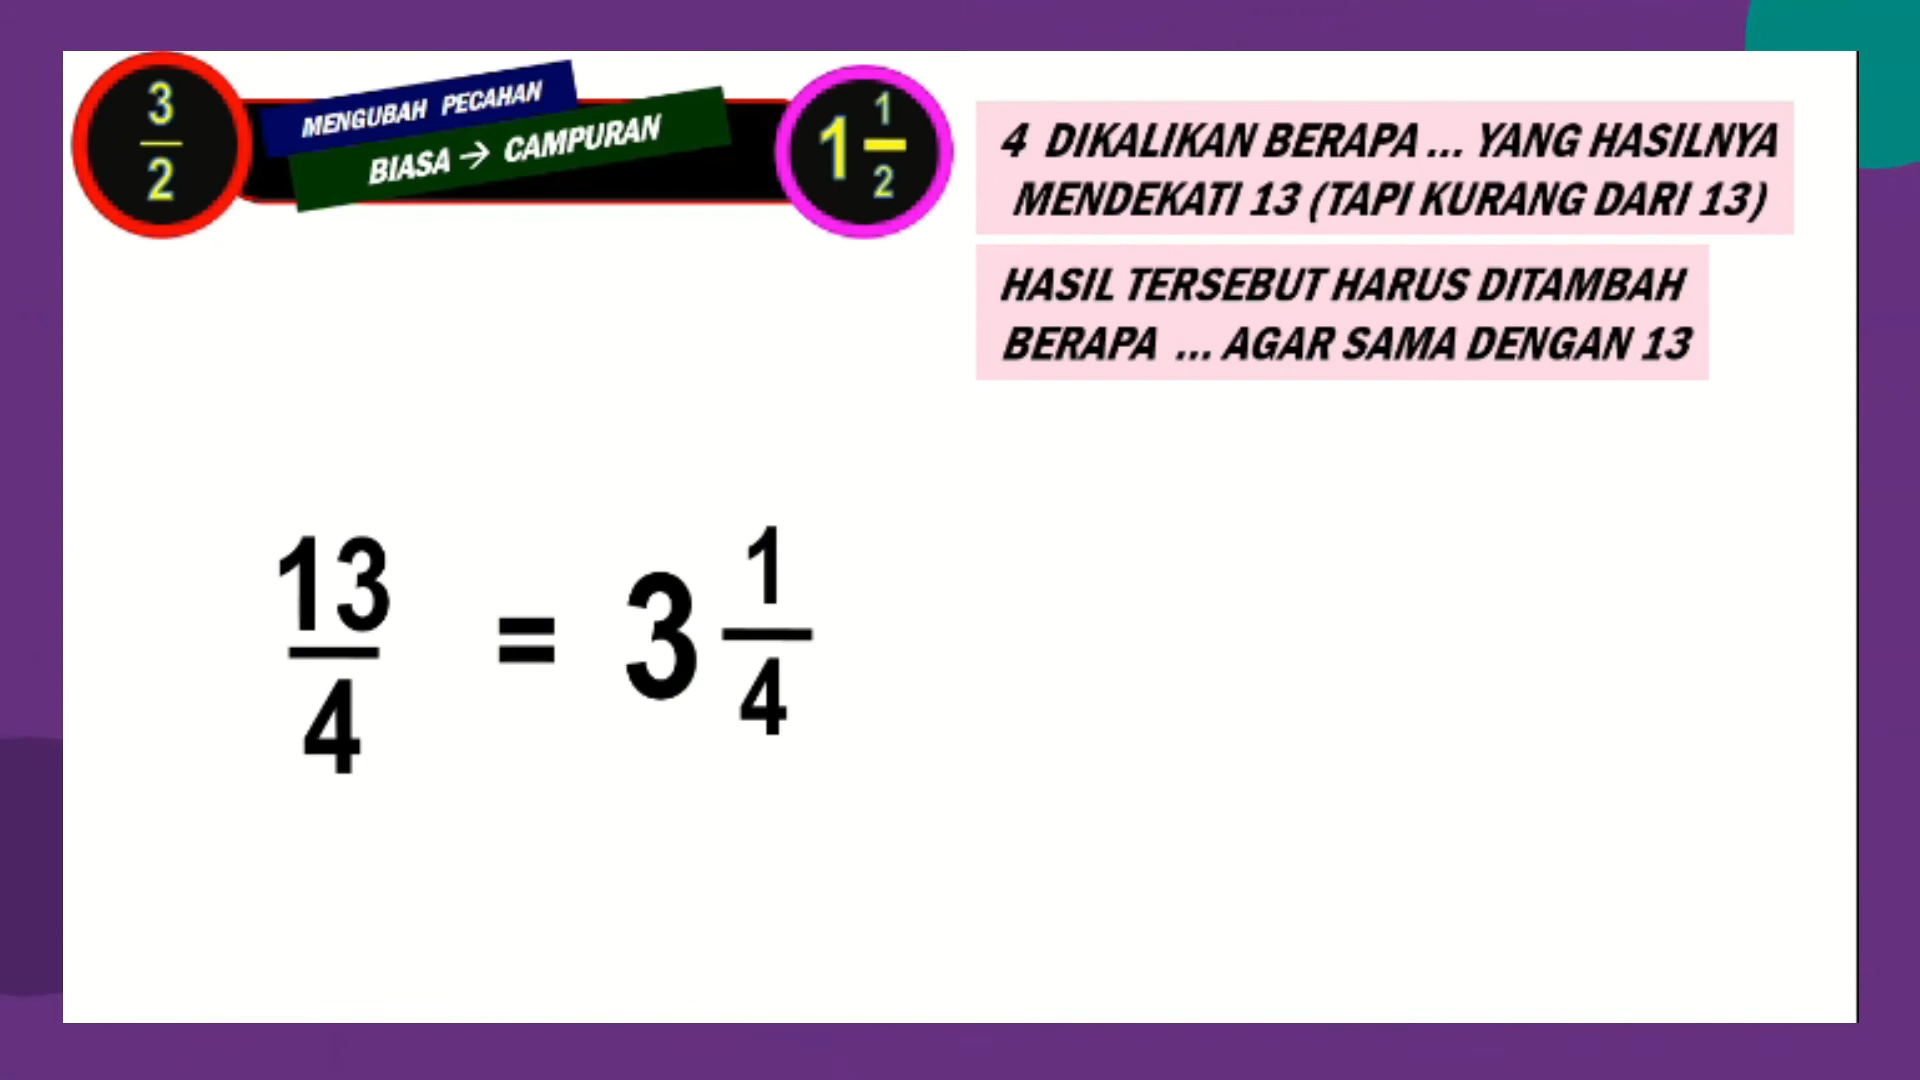 3
2
MENGUBAH PECAHAN
BIASA → CAMPURAN
1 1
2
4 DIKALIKAN BERAPA ... YANG HASILNYA
MENDEKATI 13 (TAPI KURANG DARI 13)
HASIL TERSEBUT HARUS DITAMBAH
BERAPA ... AGAR SAMA DENGAN 13
13
4
=
3 1
4